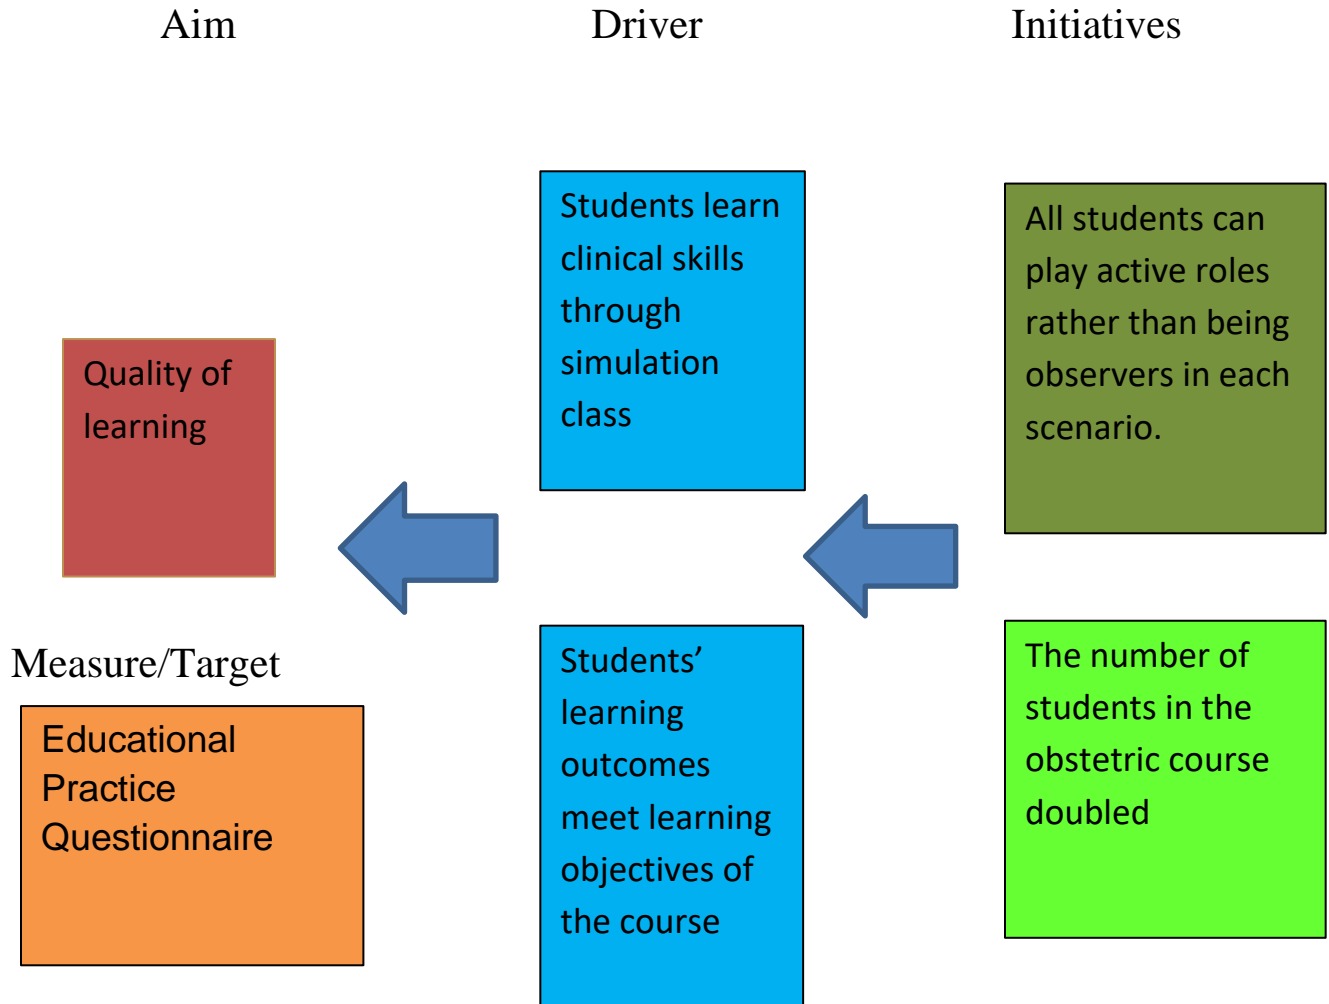 Aim
Driver
Initiatives
Quality of
learning
Measure/Target
Educational
Practice
Questionnaire
Students learn
clinical skills
through
simulation
class
Students’
learning
outcomes
meet learning
objectives of
the course
All students can
play active roles
rather than being
observers in each
scenario.
The number of
students in the
obstetric course
doubled